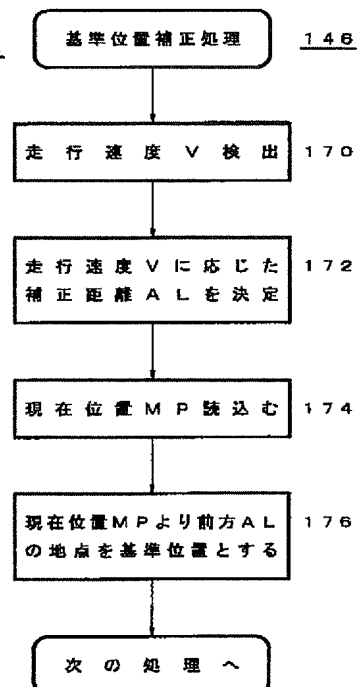 基準位置補正処理 146
走行速度V検出 170
走行速度Vに応じた 172
補正距離ALを決定
現在位置MP読込む 174
現在位置MPより前方AL 176
の地点を基準位置とする
次の処理へ